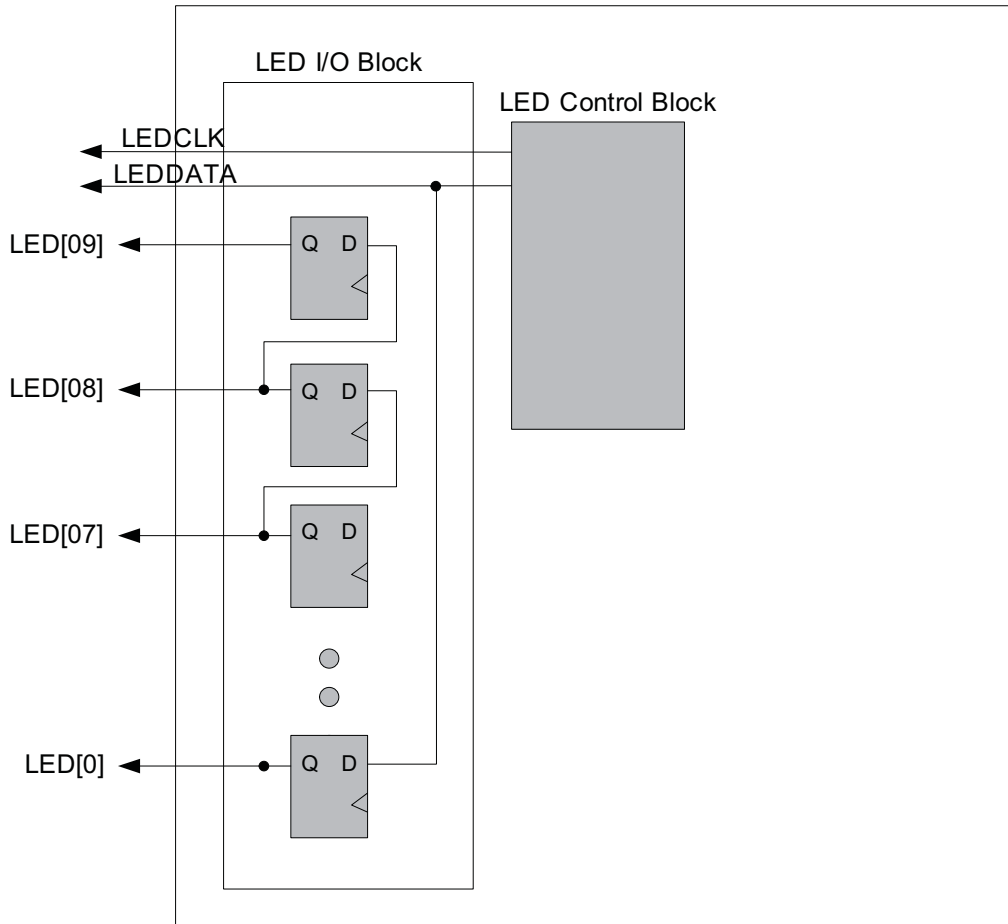 LED I/O Block
LED Control Block
LEDCLK
LEDDATA
LED[09]
Q D
LED[08]
Q D
LED[07]
Q D
LED[0]
Q D